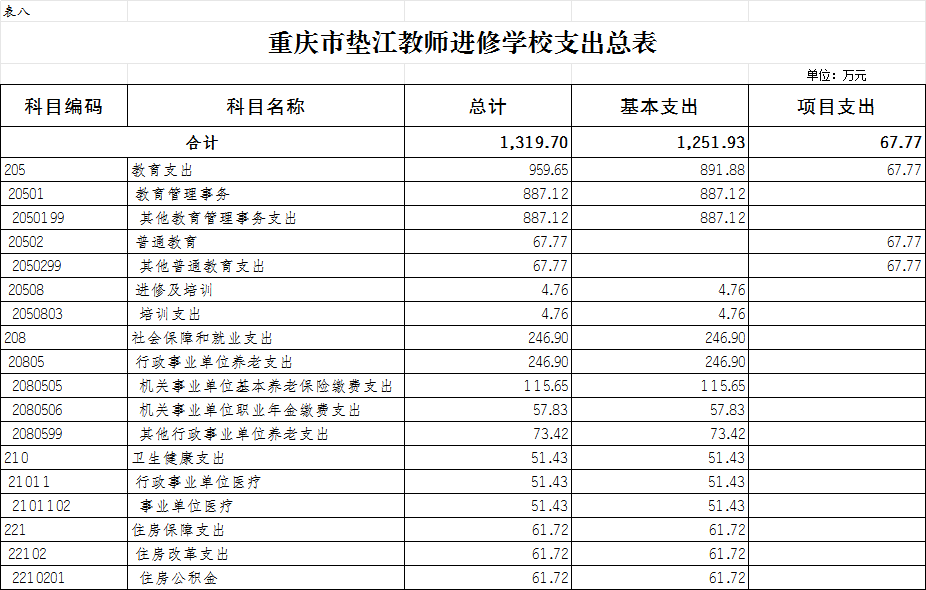 表八
重庆市垫江教师进修学校支出总表
单位：万元
科目编码 科目名称 总计 基本支出 项目支出
合计 1,319.70 1,251.93 67.77
205 教育支出 959.65 891.88 67.77
20501 教育管理事务 887.12 887.12
2050199 其他教育管理事务支出 887.12 887.12
20502 普通教育 67.77 67.77
2050299 其他普通教育支出 67.77 67.77
20508 进修及培训 4.76 4.76
2050803 培训支出 4.76 4.76
208 社会保障和就业支出 246.90 246.90
20805 行政事业单位养老支出 246.90 246.90
2080505 机关事业单位基本养老保险缴费支出 115.65 115.65
2080506 机关事业单位职业年金缴费支出 57.83 57.83
2080599 其他行政事业单位养老支出 73.42 73.42
210 卫生健康支出 51.43 51.43
21011 行政事业单位医疗 51.43 51.43
2101102 事业单位医疗 51.43 51.43
221 住房保障支出 61.72 61.72
22102 住房改革支出 61.72 61.72
2210201 住房公积金 61.72 61.72